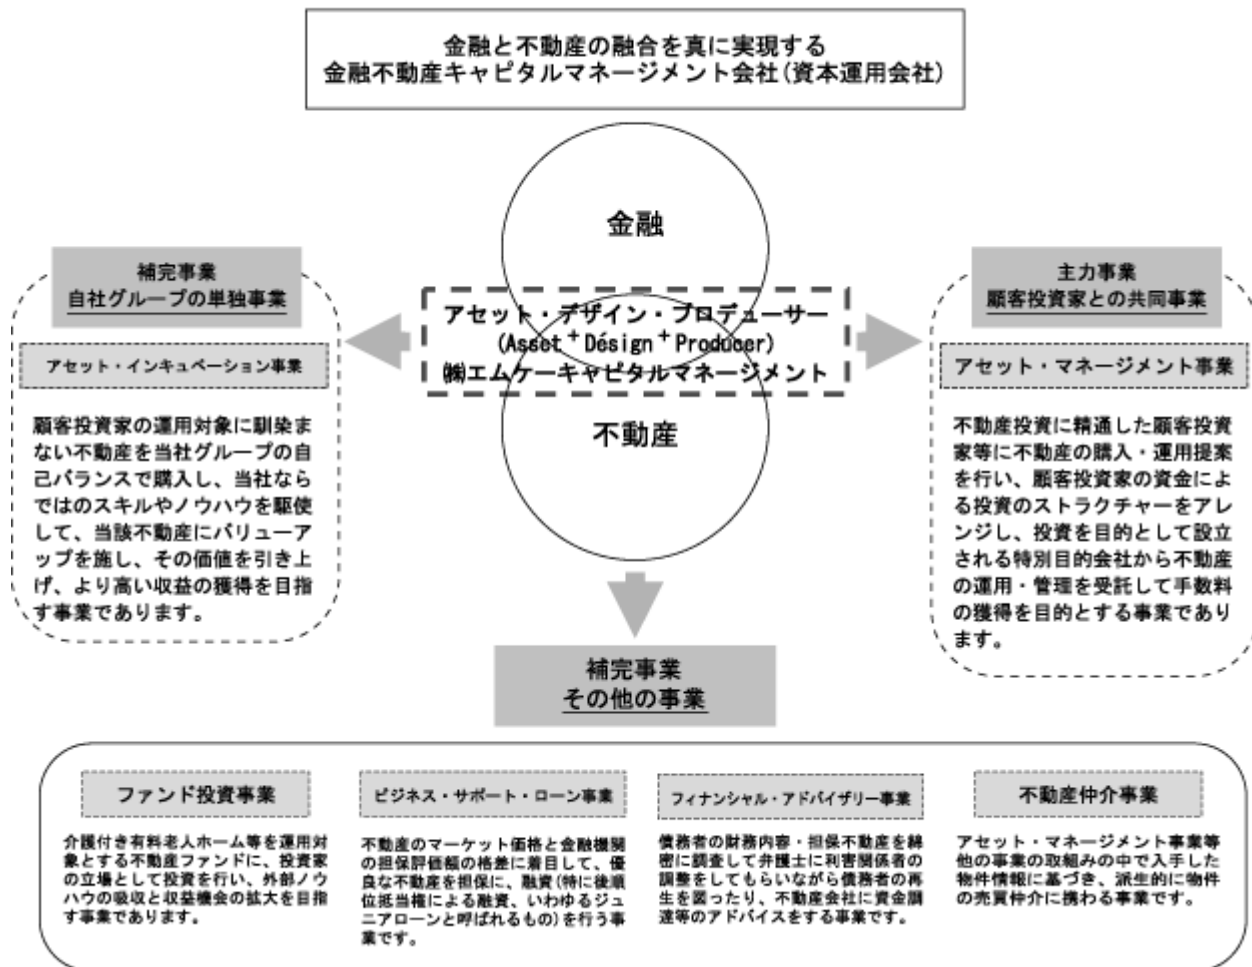 金融と不動産の融合を真に実現する
金融不動産キャピタルマネージメント会社(資本運用会社)
金融
アセット・デザイン・プロデューサー
(Asset⁺Désign⁺Producer)
㈱エムケーキャピタルマネージメント
不動産
補完事業
自社グループの単独事業
アセット・インキュベーション事業
顧客投資家の運用対象に馴染ま
ない不動産を当社グループの自
己バランスで購入し、当社なら
ではのスキルやノウハウを駆使
して、当該不動産にバリューア
ップを施し、その価値を引き上
げ、より高い収益の獲得を目指
す事業であります。
主力事業
顧客投資家との共同事業
アセット・マネージメント事業
不動産投資に精通した顧客投資
家等に不動産の購入・運用提案
を行い、顧客投資家の資金によ
る投資のストラクチャーをアレ
ンジし、投資を目的として設立
される特別目的会社から不動産
の運用・管理を受託して手数料
の獲得を目的とする事業であり
ます。
補完事業
その他の事業
ファンド投資事業
介護付き有料老人ホーム等を運用対
象とする不動産ファンドに、投資家
の立場として投資を行い、外部ノウ
ハウの吸収と収益機会の拡大を目指
す事業であります。
ビジネス・サポート・ローン事業
不動産のマーケット価格と金融機関
の担保評価額の格差に着目して、優
良な不動産を担保に、融資(特に後順
位抵当権による融資、いわゆるジュ
ニアローンと呼ばれるもの)を行う事
業です。
フィナンシャル・アドバイザリー事業
債務者の財務内容・担保不動産を綿
密に調査して弁護士に利害関係者の
調整をしてもらいながら債務者の再
生を図ったり、不動産会社に資金調
達等のアドバイスをする事業です。
不動産仲介事業
アセット・マネージメント事業等
他の事業の取組みの中で入手した
物件情報に基づき、派生的に物件
の売買仲介に携わる事業です。